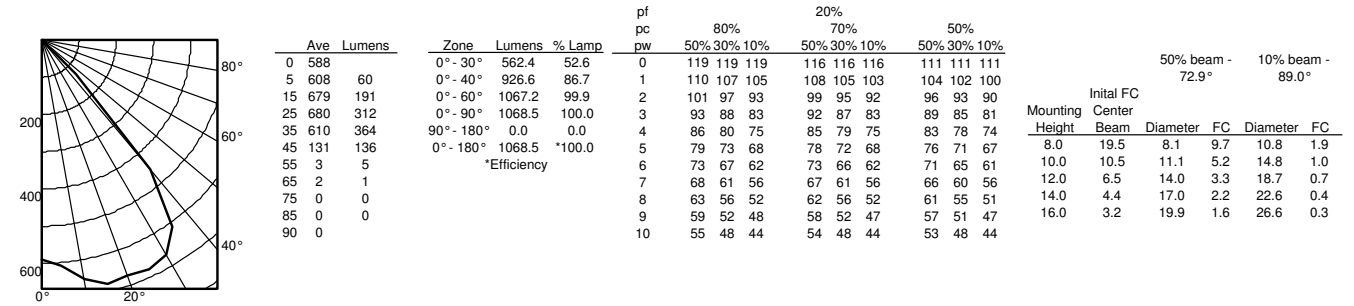 200
400
600
0° 20°
80°
60°
40°
Ave Lumens
0 588
5 608 60
15 679 191
25 680 312
35 610 364
45 131 136
55 3 5
65 2 1
75 0 0
85 0 0
90 0
Zone Lumens % Lamp
0° - 30° 562.4 52.6
0° - 40° 926.6 86.7
0° - 60° 1067.2 99.9
0° - 90° 1068.5 100.0
90° - 180° 0.0 0.0
0° - 180° 1068.5 *100.0
*Efficiency
pf 20%
pc 80% 70% 50%
pw 50% 30% 10% 50% 30% 10% 50% 30% 10%
0 119 119 119 116 116 116 111 111 111
1 110 107 105 108 105 103 104 102 100
2 101 97 93 99 95 92 96 93 90
3 93 88 83 92 87 83 89 85 81
4 86 80 75 85 79 75 83 78 74
5 79 73 68 78 72 68 76 71 67
6 73 67 62 73 66 62 71 65 61
7 68 61 56 67 61 56 66 60 56
8 63 56 52 62 56 52 61 55 51
9 59 52 48 58 52 47 57 51 47
10 55 48 44 54 48 44 53 48 44
50% beam - 10% beam -
72.9° 89.0°
Inital FC
Mounting Center
Height Beam Diameter FC Diameter FC
8.0 19.5 8.1 9.7 10.8 1.9
10.0 10.5 11.1 5.2 14.8 1.0
12.0 6.5 14.0 3.3 18.7 0.7
14.0 4.4 17.0 2.2 22.6 0.4
16.0 3.2 19.9 1.6 26.6 0.3